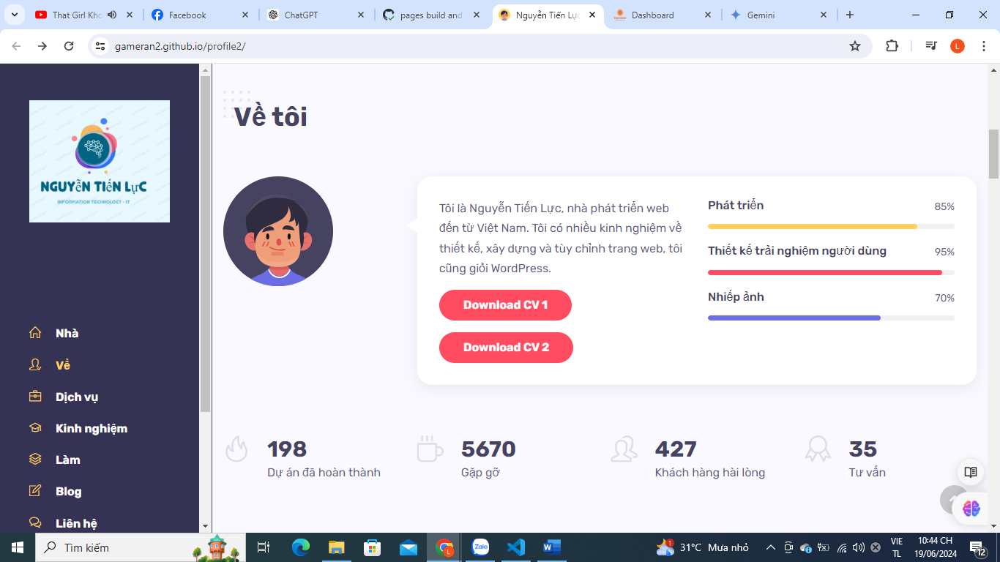 That Girl Kho
Facebook
ChatGPT
pages build and
Nguyễn Tiến Lực
Dashboard
Gemini
gameran2.github.io/profile2/
L
NGUYỄN TIẾN LỰC
INFORMATION TECHNOLOGY - IT
Nhà
Về
Dịch vụ
Kinh nghiệm
Làm
Blog
Liên hệ
Về tôi
Tôi là Nguyễn Tiến Lực, nhà phát triển web
đến từ Việt Nam. Tôi có nhiều kinh nghiệm về
thiết kế, xây dựng và tùy chỉnh trang web, tôi
cũng giỏi WordPress.
Download CV 1
Download CV 2
Phát triển 85%
Thiết kế trải nghiệm người dùng 95%
Nhiếp ảnh 70%
198
Dự án đã hoàn thành
5670
Gặp gỡ
427
Khách hàng hài lòng
35
Tư vấn
Tìm kiếm
L
Zalo
W
1
31°C Mưa nhỏ
VIE
TL
10:44 CH
19/06/2024
12